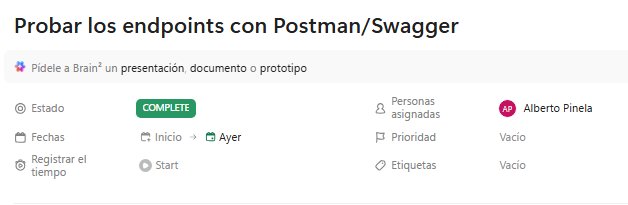 Probar los endpoints con Postman/Swagger
Pídele a Brain² un presentación, documento o prototipo
Estado
COMPLETE
Personas
asignadas
AP
Alberto Pinela
Fechas
Inicio → Ayer
Prioridad
Vacío
Registrar el
tiempo
Start
Etiquetas
Vacío